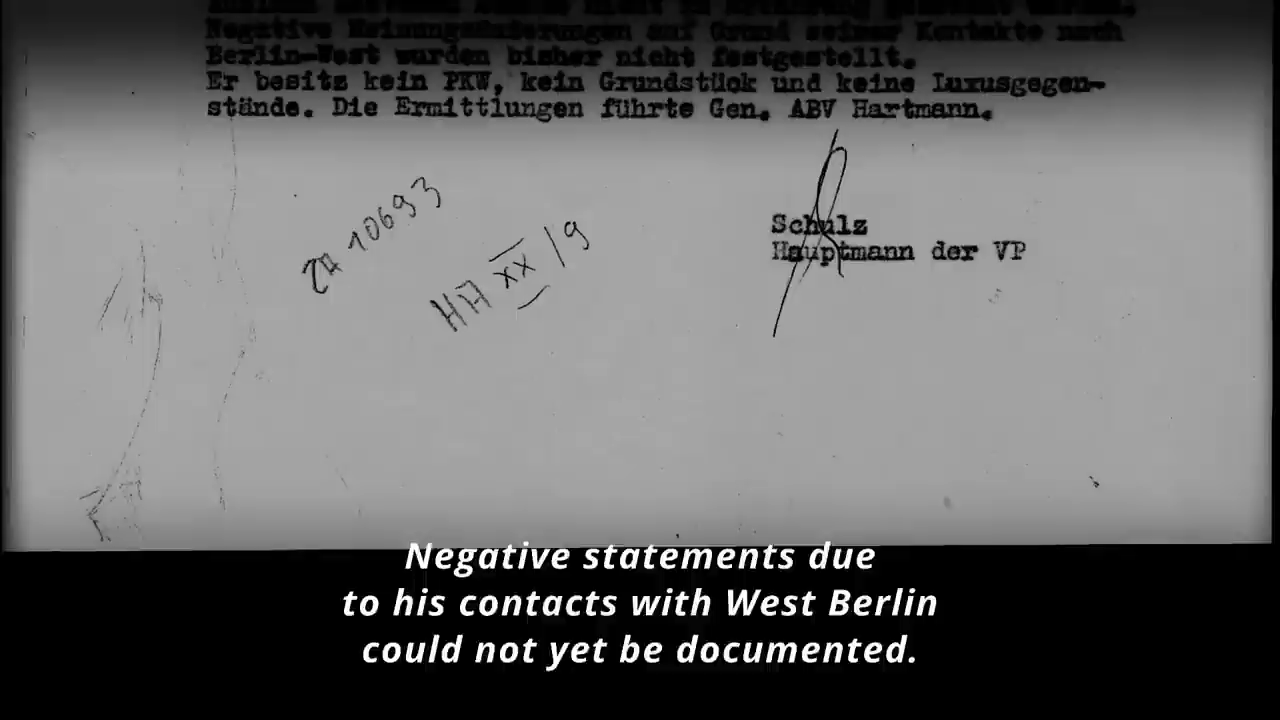 Negative Meinungsäußerungen auf Grund seiner Kontakte nach
Berlin-West wurden bisher nicht festgestellt.
Er besitz kein PKW, kein Grundstück und keine Luxusgegen-
stände. Die Ermittlungen führte Gen. ABV Hartmann.
10693
HA XX/9
Schulz
Hauptmann der VP
Negative statements due
to his contacts with West Berlin
could not yet be documented.